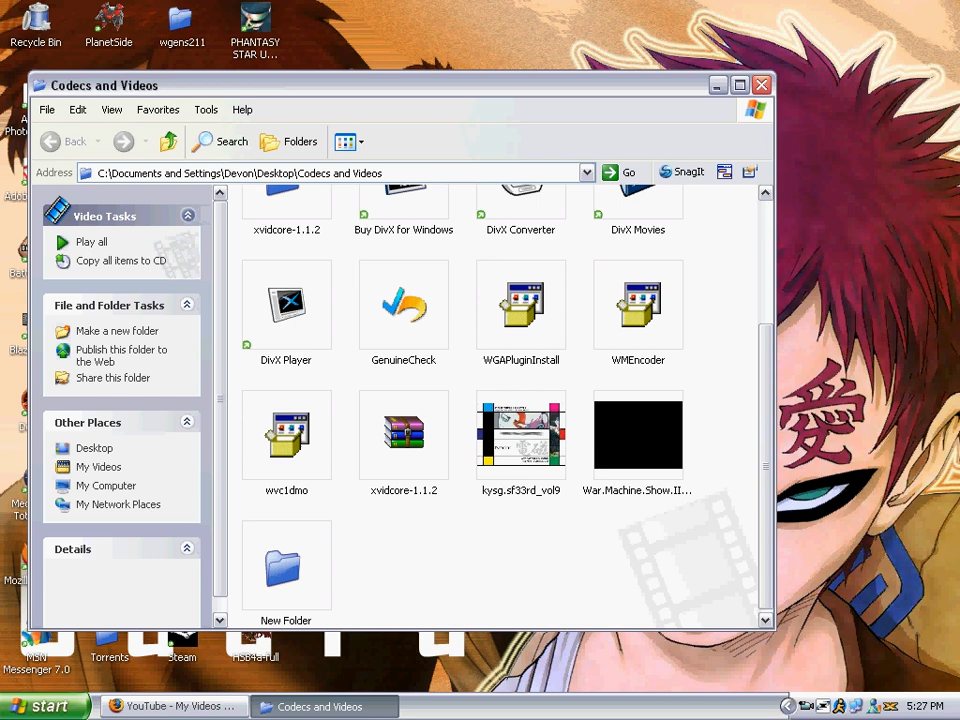 Recycle Bin
PlanetSide
wgens211
PHANTASY
STAR U...
Codecs and Videos
File Edit View Favorites Tools Help
Back Search Folders
Address C:\Documents and Settings\Devon\Desktop\Codecs and Videos Go SnagIt
Video Tasks
Play all
Copy all items to CD
File and Folder Tasks
Make a new folder
Publish this folder to
the Web
Share this folder
Other Places
Desktop
My Videos
My Computer
My Network Places
Details
xvidcore-1.1.2
Buy DivX for Windows
DivX Converter
DivX Movies
DivX Player
GenuineCheck
WGAPluginInstall
WMEncoder
wvc1dmo
xvidcore-1.1.2
kysg.sf33rd_vol9
War.Machine.Show.II...
New Folder
愛
MSN
Messenger 7.0
Torrents
Steam
HSB4a-full
start
YouTube - My Videos ...
Codecs and Videos
5:27 PM